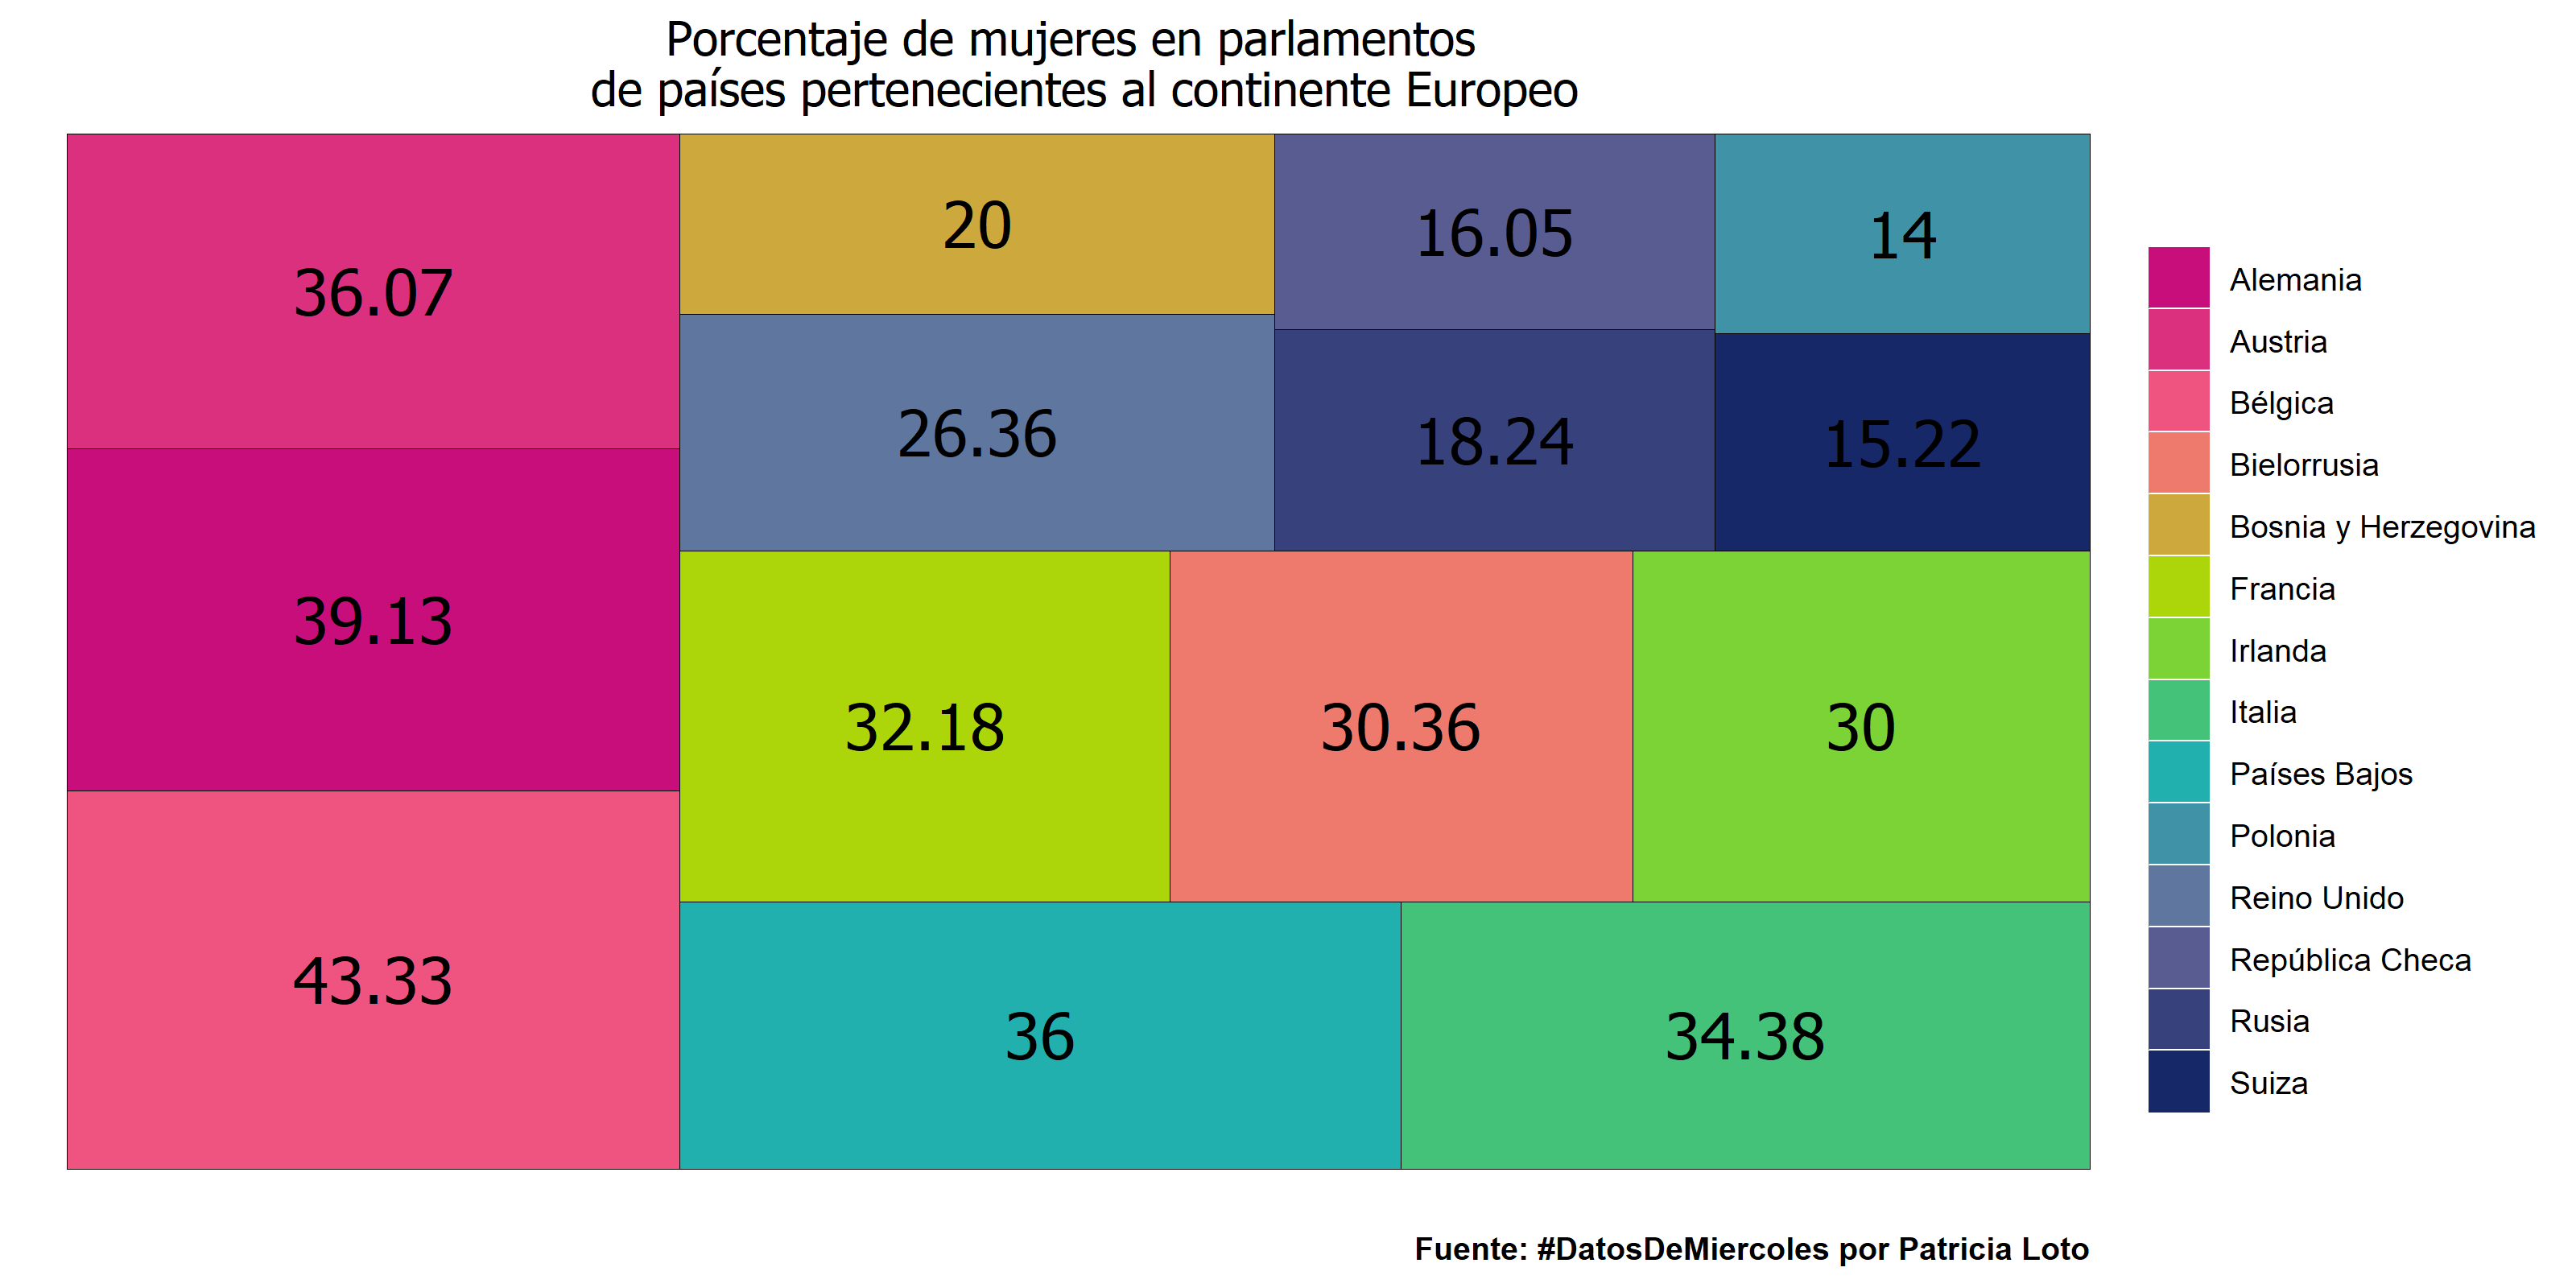 Porcentaje de mujeres en parlamentos
de países pertenecientes al continente Europeo
36.07
20
16.05
14
26.36
18.24
15.22
39.13
32.18
30.36
30
43.33
36
34.38
Alemania
Austria
Bélgica
Bielorrusia
Bosnia y Herzegovina
Francia
Irlanda
Italia
Países Bajos
Polonia
Reino Unido
República Checa
Rusia
Suiza
Fuente: #DatosDeMiercoles por Patricia Loto